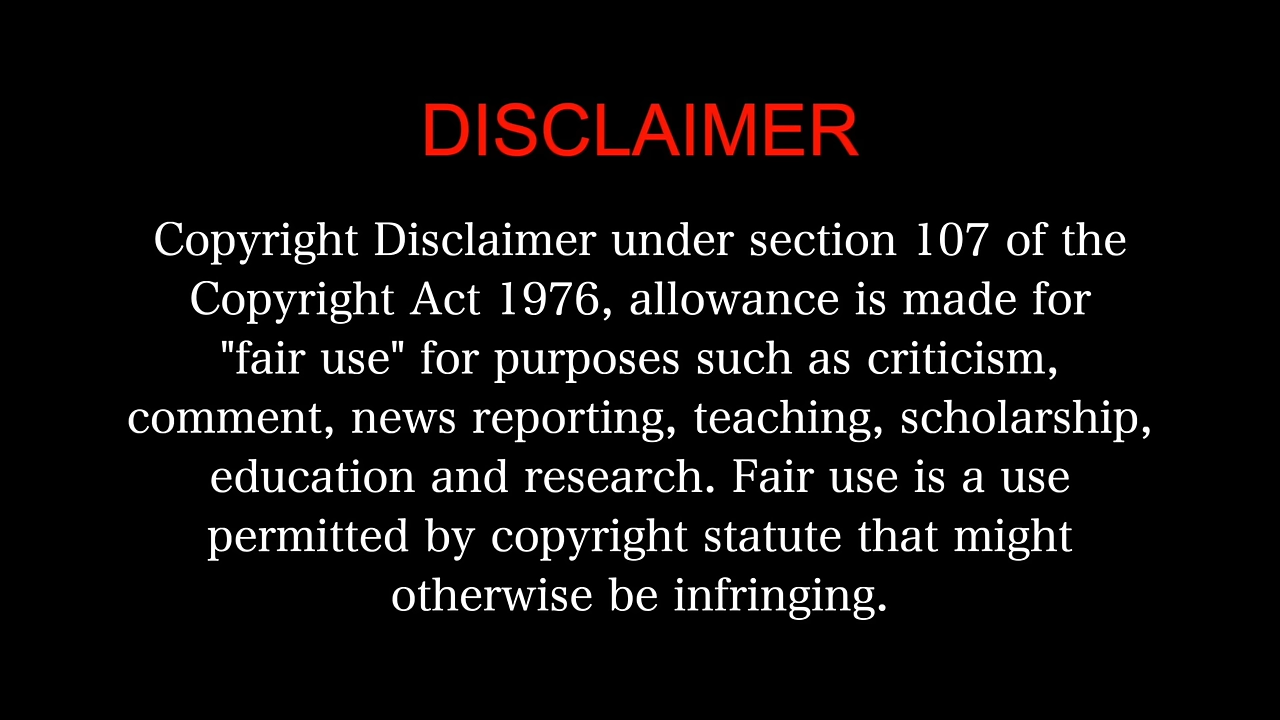 DISCLAIMER
Copyright Disclaimer under section 107 of the
Copyright Act 1976, allowance is made for
"fair use" for purposes such as criticism,
comment, news reporting, teaching, scholarship,
education and research. Fair use is a use
permitted by copyright statute that might
otherwise be infringing.